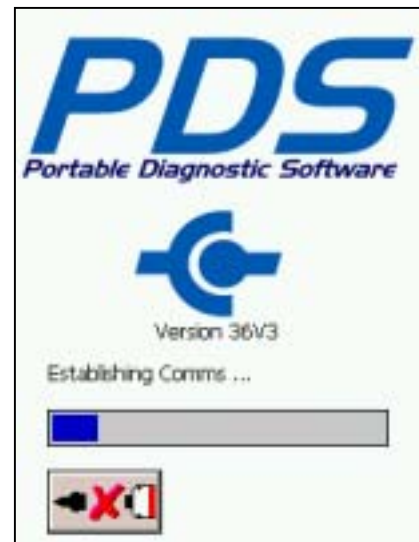 PDS
Portable Diagnostic Software
Version 36V3
Establishing Comms ...